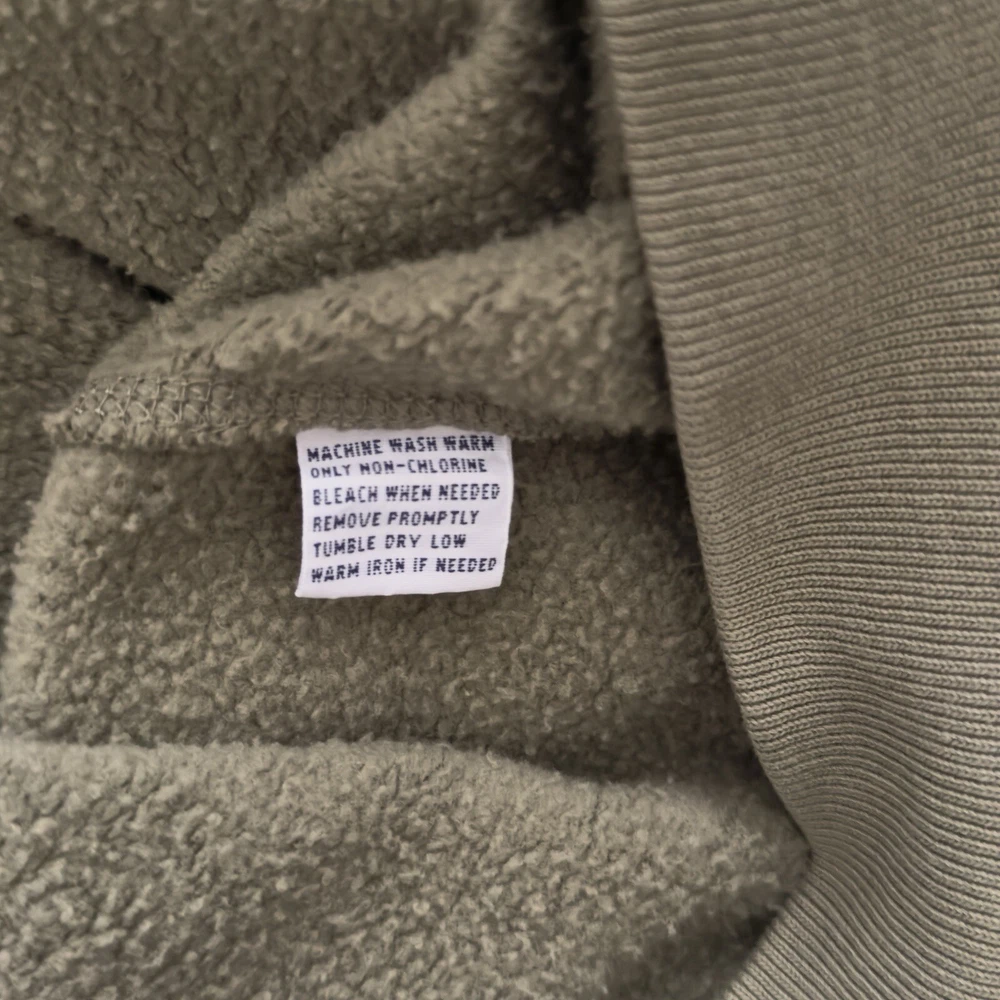 MACHINE WASH WARM
ONLY NON-CHLORINE
BLEACH WHEN NEEDED
REMOVE PROMPTLY
TUMBLE DRY LOW
WARM IRON IF NEEDED